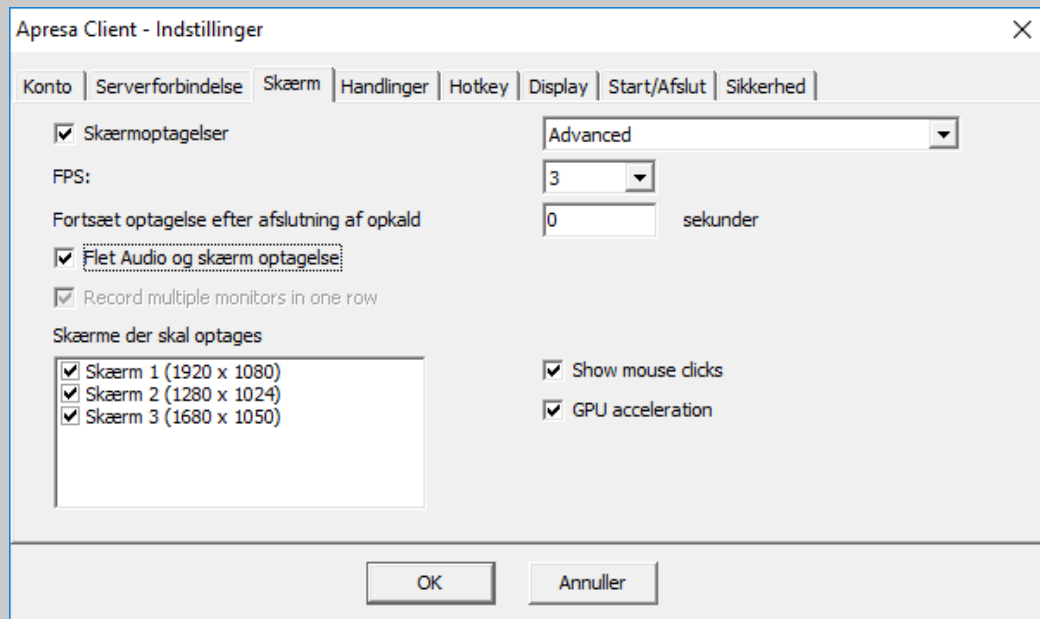 Apresa Client - Indstillinger
Konto Serverforbindelse Skærm Handlinger Hotkey Display Start/Afslut Sikkerhed
Skærmoptagelser Advanced
FPS: 3
Fortsæt optagelse efter afslutning af opkald 0 sekunder
Flet Audio og skærm optagelse
Record multiple monitors in one row
Skærme der skal optages
Skærm 1 (1920 x 1080)
Skærm 2 (1280 x 1024)
Skærm 3 (1680 x 1050)
Show mouse clicks
GPU acceleration
OK Annuller